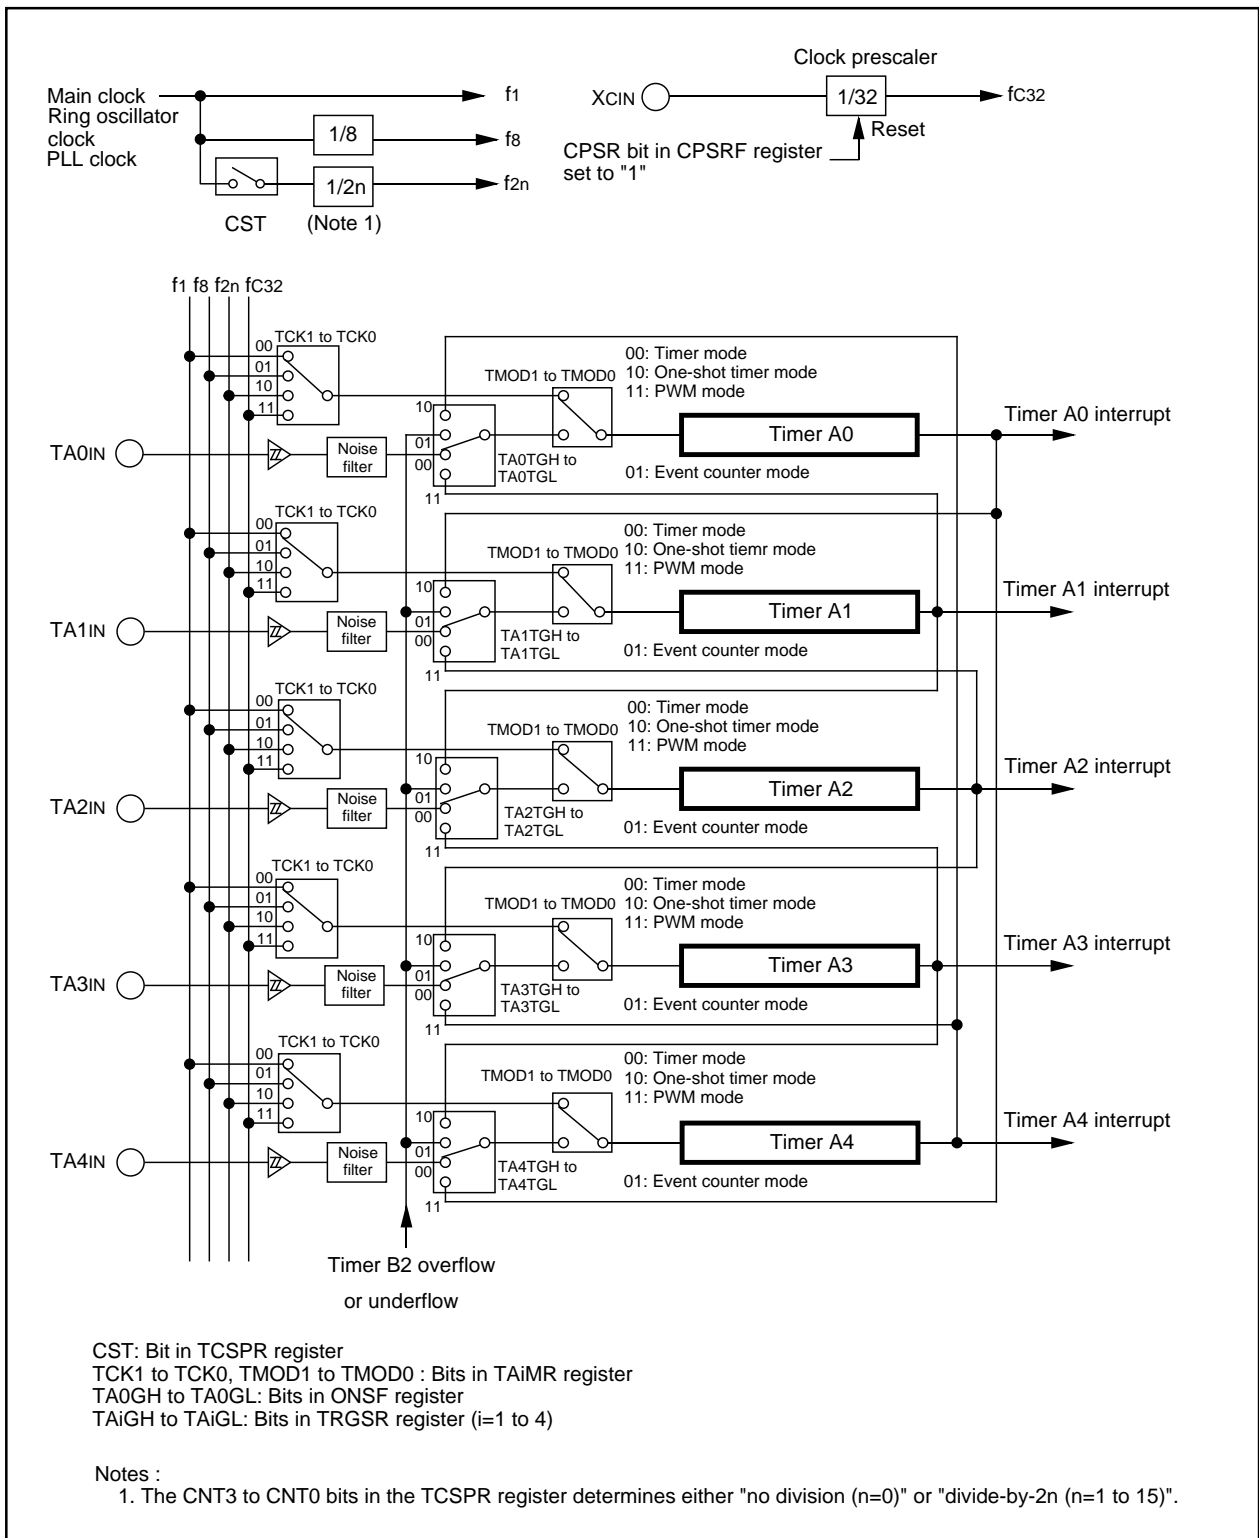 Main clock
Ring oscillator
clock
PLL clock
f1
1/8
f8
1/2n
f2n
CST
(Note 1)
Clock prescaler
XCIN
1/32
fC32
Reset
CPSR bit in CPSRF register
set to "1"
f1 f8 f2n fC32
TCK1 to TCK0
00
01
10
11
TMOD1 to TMOD0
00: Timer mode
10: One-shot timer mode
11: PWM mode
TA0IN
Noise
filter
10
01
00
11
TA0TGH to
TA0TGL
Timer A0
01: Event counter mode
Timer A0 interrupt
TCK1 to TCK0
00
01
10
11
TMOD1 to TMOD0
00: Timer mode
10: One-shot tiemr mode
11: PWM mode
TA1IN
Noise
filter
10
01
00
11
TA1TGH to
TA1TGL
Timer A1
01: Event counter mode
Timer A1 interrupt
TCK1 to TCK0
00
01
10
11
TMOD1 to TMOD0
00: Timer mode
10: One-shot timer mode
11: PWM mode
TA2IN
Noise
filter
10
01
00
11
TA2TGH to
TA2TGL
Timer A2
01: Event counter mode
Timer A2 interrupt
TCK1 to TCK0
00
01
10
11
TMOD1 to TMOD0
00: Timer mode
10: One-shot timer mode
11: PWM mode
TA3IN
Noise
filter
10
01
00
11
TA3TGH to
TA3TGL
Timer A3
01: Event counter mode
Timer A3 interrupt
TCK1 to TCK0
00
01
10
11
TMOD1 to TMOD0
00: Timer mode
10: One-shot timer mode
11: PWM mode
TA4IN
Noise
filter
10
01
00
11
TA4TGH to
TA4TGL
Timer A4
01: Event counter mode
Timer A4 interrupt
Timer B2 overflow
or underflow
CST: Bit in TCSPR register
TCK1 to TCK0, TMOD1 to TMOD0 : Bits in TAiMR register
TA0GH to TA0GL: Bits in ONSF register
TAiGH to TAiGL: Bits in TRGSR register (i=1 to 4)
Notes :
1. The CNT3 to CNT0 bits in the TCSPR register determines either "no division (n=0)" or "divide-by-2n (n=1 to 15)".